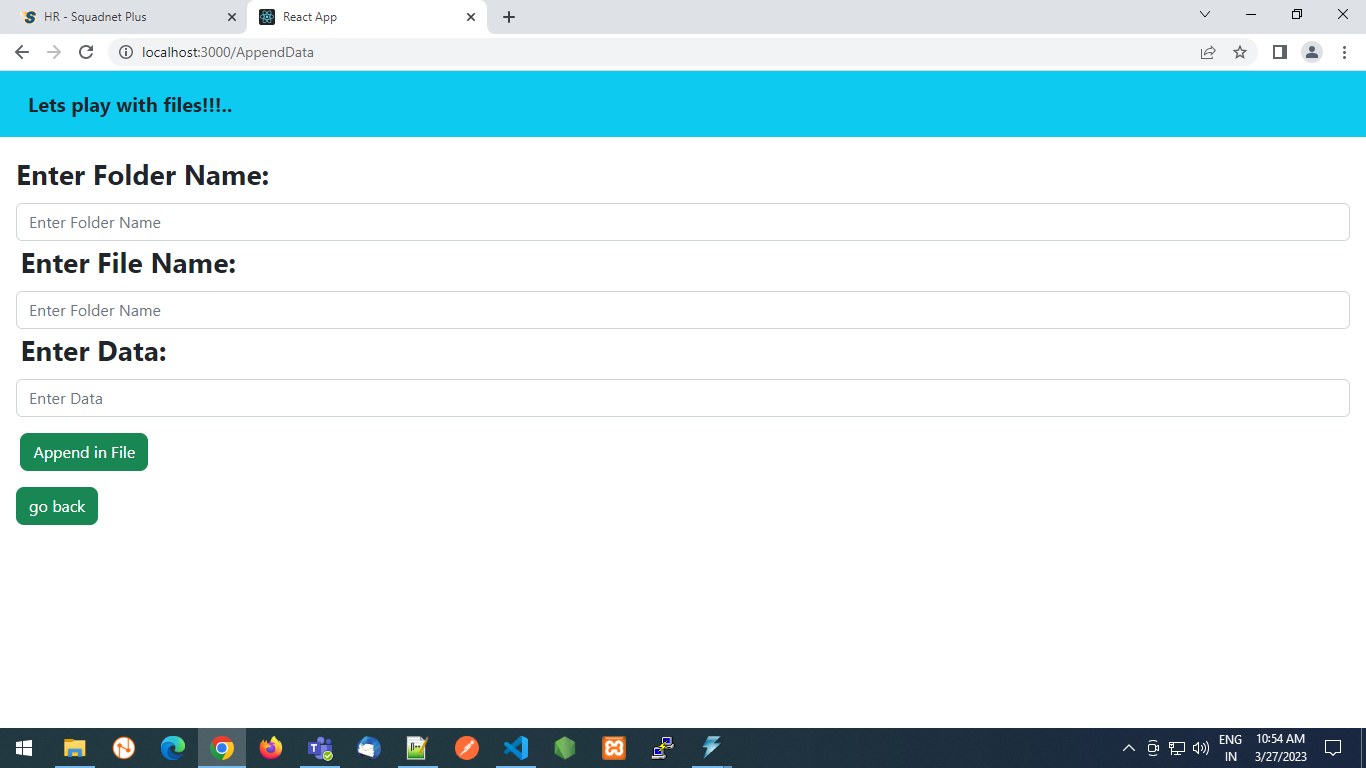 HR - Squadnet Plus
React App
localhost:3000/AppendData
Lets play with files!!!..
Enter Folder Name:
Enter Folder Name
Enter File Name:
Enter Folder Name
Enter Data:
Enter Data
Append in File
go back
ENG
IN
10:54 AM
3/27/2023